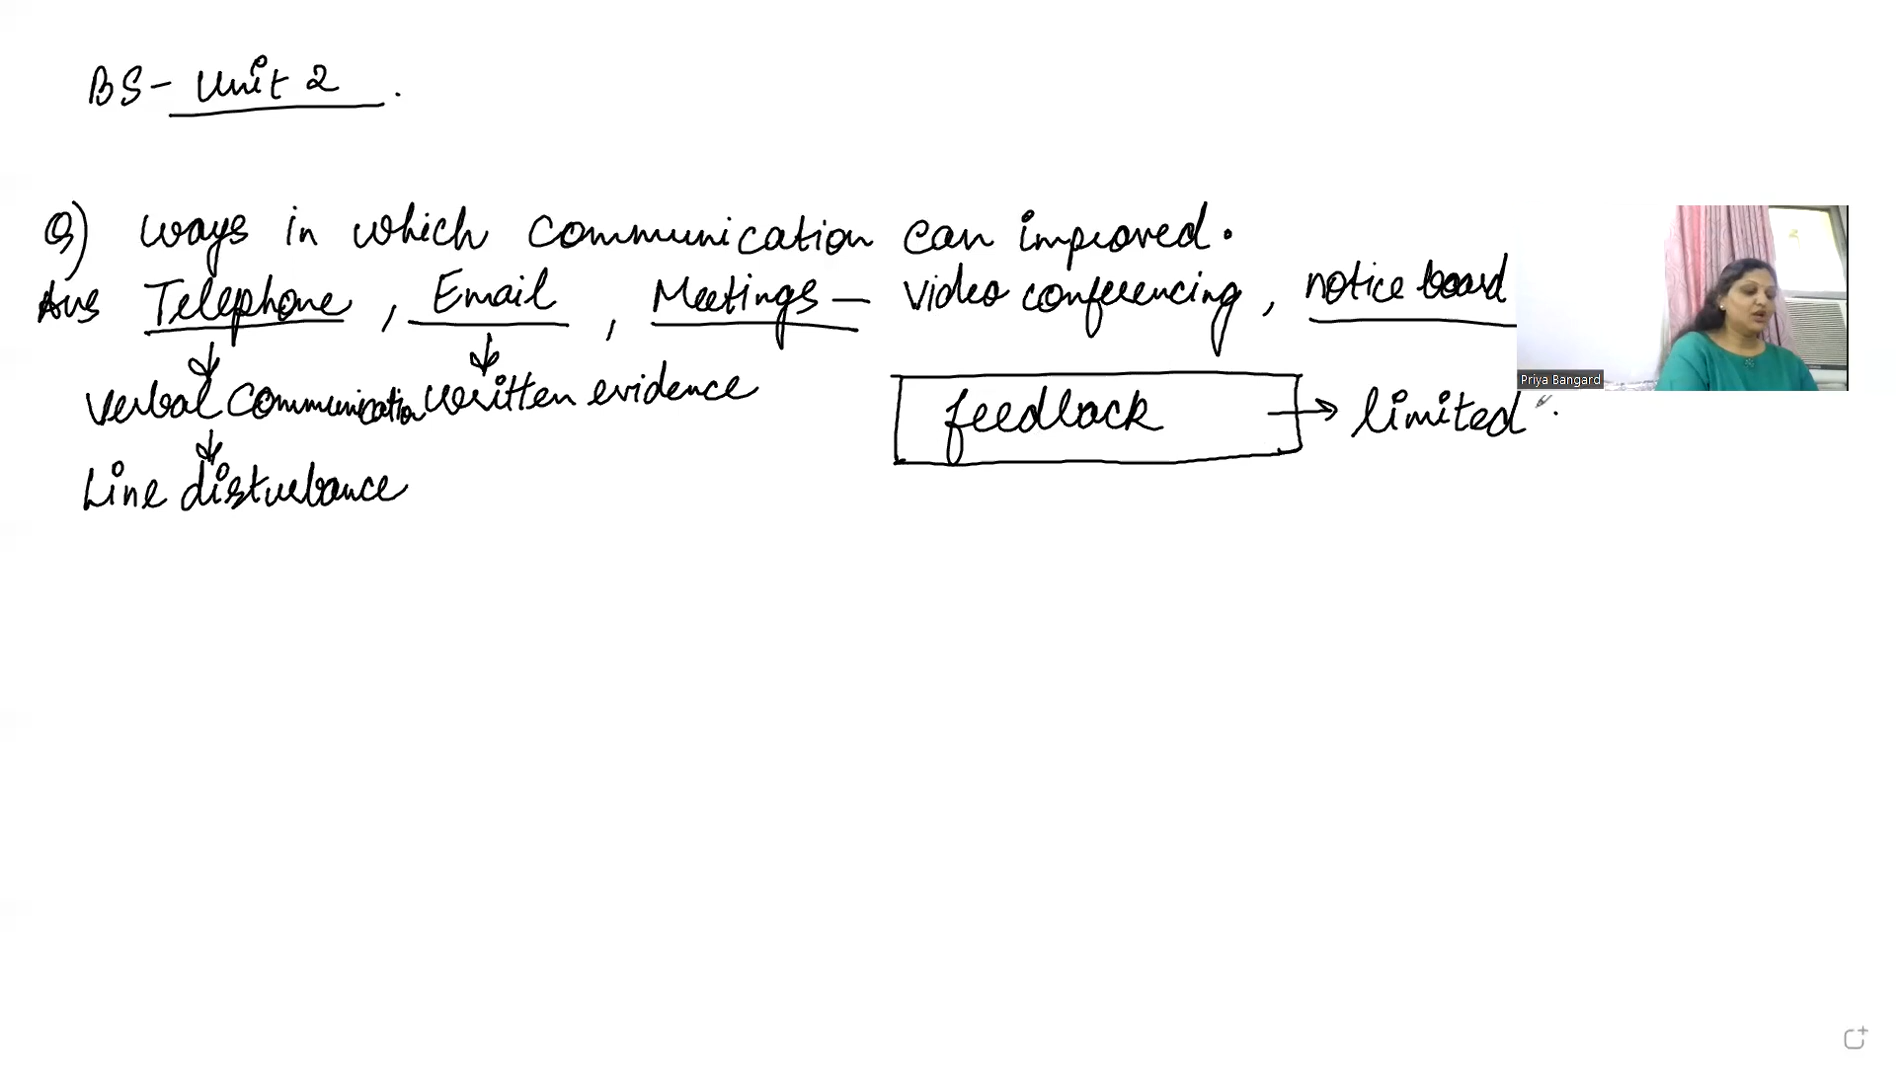 BS- Unit 2.
Q) ways in which communication can improved.
Ans Telephone, Email, Meetings - video conferencing, notice board
Priya Bangard
verbal communication written evidence
feedback → limited
Line disturbance